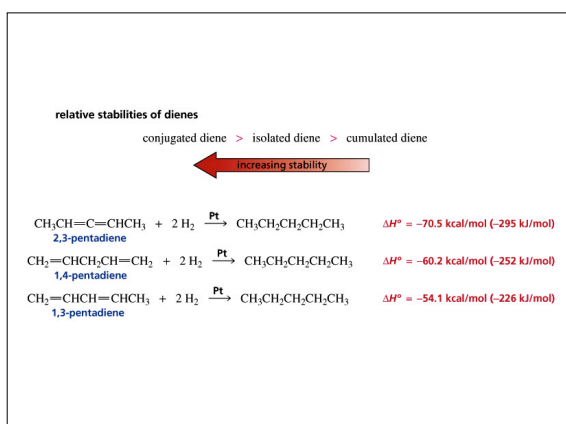 relative stabilities of dienes
conjugated diene > isolated diene > cumulated diene
increasing stability
CH₃CH=C=CHCH₃ + 2 H₂ Pt CH₃CH₂CH₂CH₂CH₃ ΔH° = −70.5 kcal/mol (−295 kJ/mol)
2,3-pentadiene
CH₂=CHCH₂CH=CH₂ + 2 H₂ Pt CH₃CH₂CH₂CH₂CH₃ ΔH° = −60.2 kcal/mol (−252 kJ/mol)
1,4-pentadiene
CH₂=CHCH=CHCH₃ + 2 H₂ Pt CH₃CH₂CH₂CH₂CH₃ ΔH° = −54.1 kcal/mol (−226 kJ/mol)
1,3-pentadiene